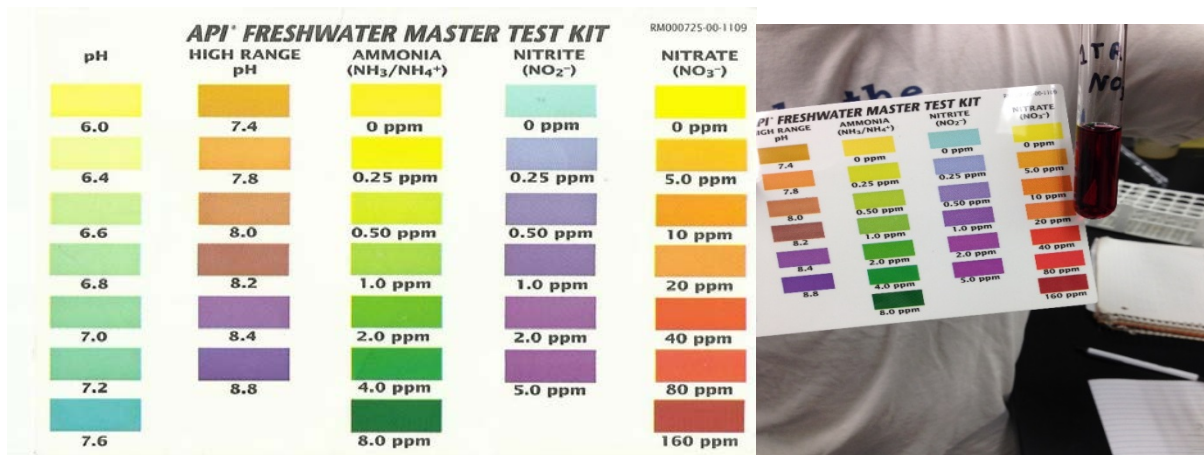 API® FRESHWATER MASTER TEST KIT
RM000725-00-1109
pH
HIGH RANGE pH
AMMONIA (NH₃/NH₄⁺)
NITRITE (NO₂⁻)
NITRATE (NO₃⁻)
6.0 7.4 0 ppm 0 ppm 0 ppm
6.4 7.8 0.25 ppm 0.25 ppm 5.0 ppm
6.6 8.0 0.50 ppm 0.50 ppm 10 ppm
6.8 8.2 1.0 ppm 1.0 ppm 20 ppm
7.0 8.4 2.0 ppm 2.0 ppm 40 ppm
7.2 8.8 4.0 ppm 5.0 ppm 80 ppm
7.6 8.0 ppm 160 ppm
the
1 TR
NO₃
API® FRESHWATER MASTER TEST KIT
HIGH RANGE pH
AMMONIA (NH₃/NH₄⁺)
NITRITE (NO₂⁻)
NITRATE (NO₃⁻)
7.4 0 ppm 0 ppm 0 ppm
7.8 0.25 ppm 0.25 ppm 5.0 ppm
8.0 0.50 ppm 0.50 ppm 10 ppm
8.2 1.0 ppm 1.0 ppm 20 ppm
8.4 2.0 ppm 2.0 ppm 40 ppm
8.8 4.0 ppm 5.0 ppm 80 ppm
8.0 ppm 160 ppm